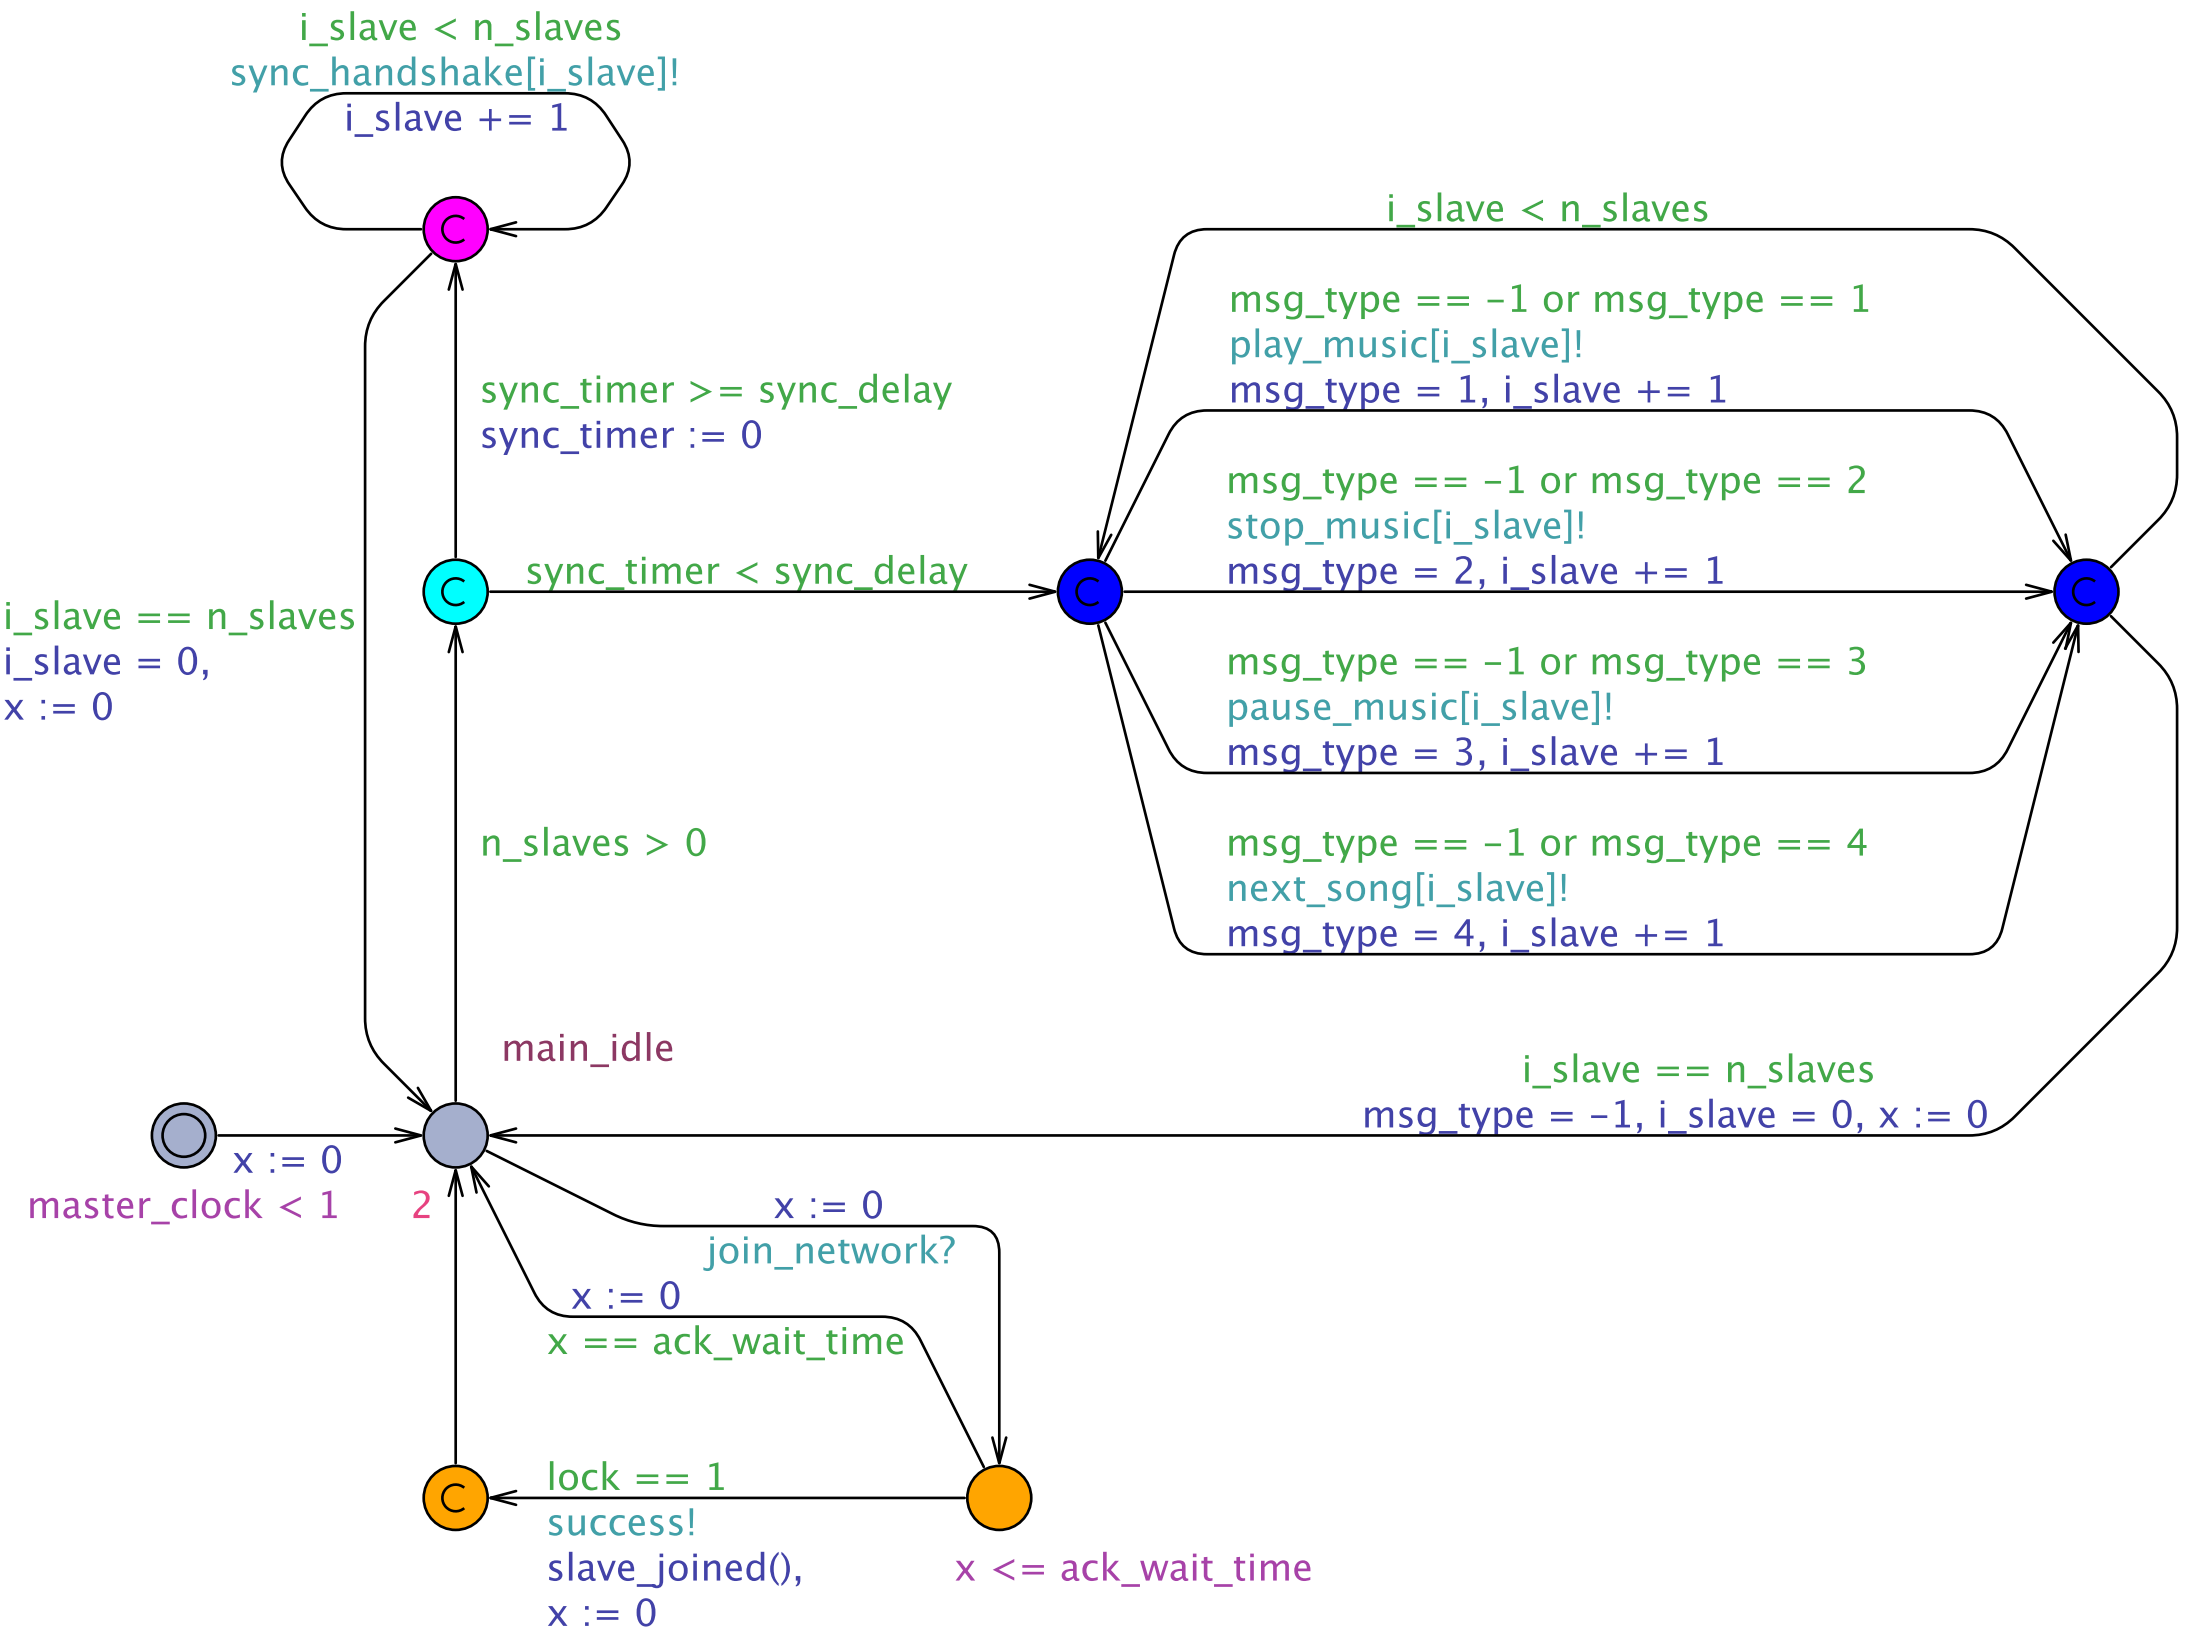 i_slave < n_slaves
sync_handshake[i_slave]!
i_slave += 1
C
i_slave < n_slaves
msg_type == -1 or msg_type == 1
play_music[i_slave]!
msg_type = 1, i_slave += 1
sync_timer >= sync_delay
sync_timer := 0
msg_type == -1 or msg_type == 2
stop_music[i_slave]!
msg_type = 2, i_slave += 1
C
sync_timer < sync_delay
C
C
i_slave == n_slaves
i_slave = 0,
x := 0
msg_type == -1 or msg_type == 3
pause_music[i_slave]!
msg_type = 3, i_slave += 1
n_slaves > 0
msg_type == -1 or msg_type == 4
next_song[i_slave]!
msg_type = 4, i_slave += 1
main_idle
i_slave == n_slaves
msg_type = -1, i_slave = 0, x := 0
x := 0
master_clock < 1
2
x := 0
join_network?
x := 0
x == ack_wait_time
C
lock == 1
success!
slave_joined(),
x := 0
x <= ack_wait_time